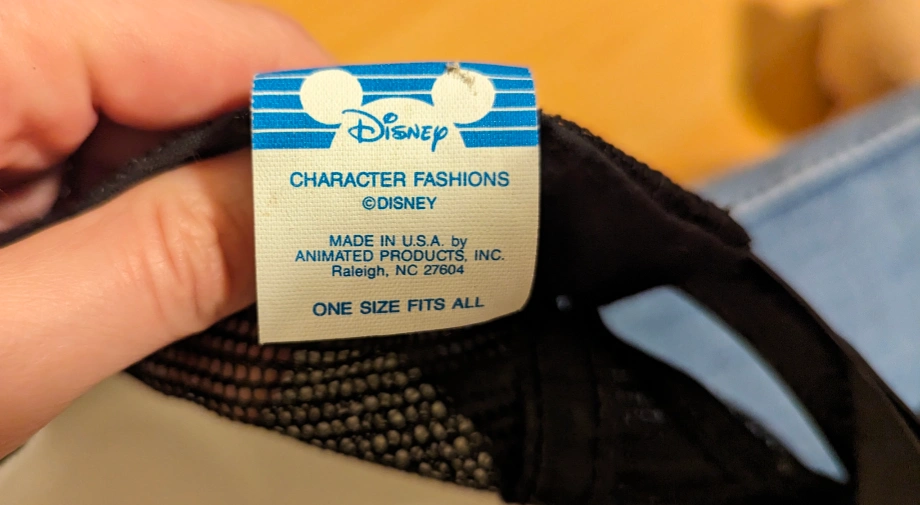 Disney
CHARACTER FASHIONS
©DISNEY
MADE IN U.S.A. by
ANIMATED PRODUCTS, INC.
Raleigh, NC 27604
ONE SIZE FITS ALL